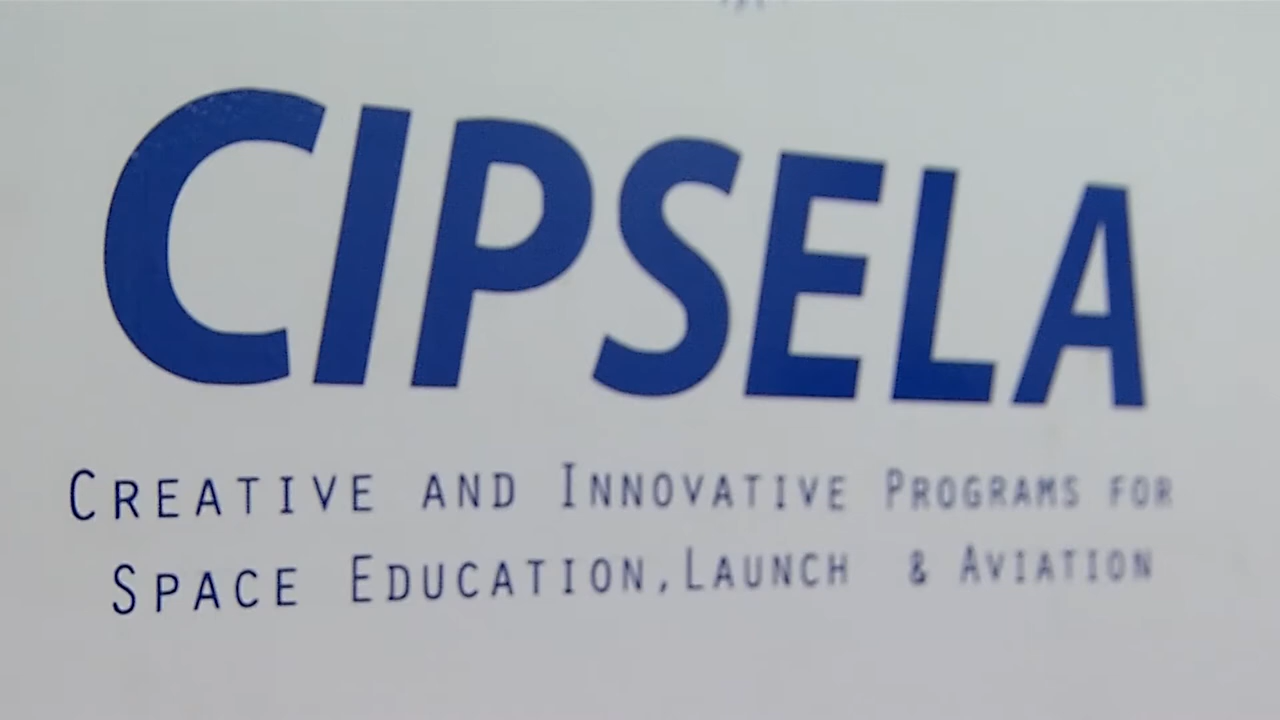 CIPSELA
CREATIVE AND INNOVATIVE PROGRAMS FOR
SPACE EDUCATION, LAUNCH & AVIATION